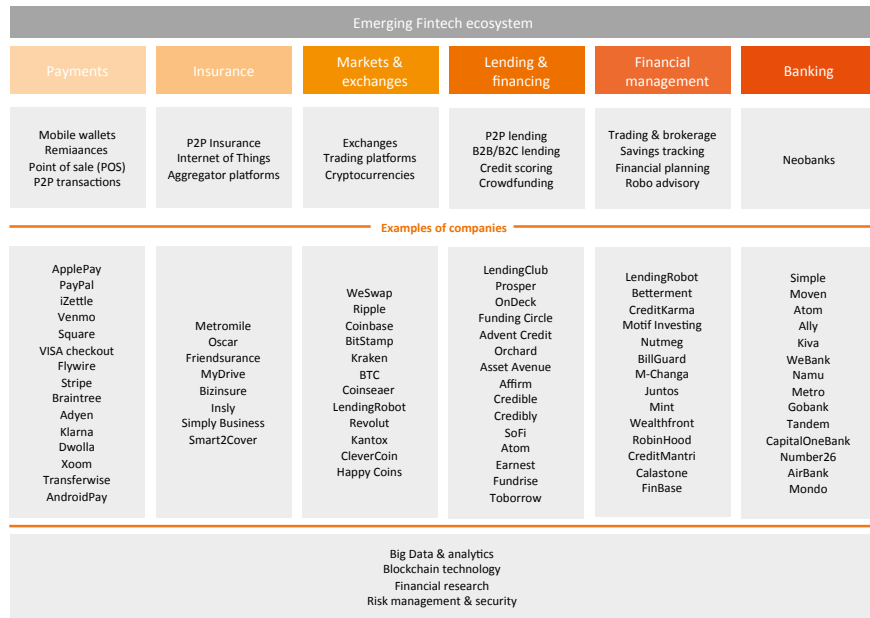 Emerging Fintech ecosystem
Payments
Insurance
Markets &
exchanges
Lending &
financing
Financial
management
Banking
Mobile wallets
Remiaances
Point of sale (POS)
P2P transactions
P2P Insurance
Internet of Things
Aggregator platforms
Exchanges
Trading platforms
Cryptocurrencies
P2P lending
B2B/B2C lending
Credit scoring
Crowdfunding
Trading & brokerage
Savings tracking
Financial planning
Robo advisory
Neobanks
Examples of companies
ApplePay
PayPal
iZettle
Venmo
Square
VISA checkout
Flywire
Stripe
Braintree
Adyen
Klarna
Dwolla
Xoom
Transferwise
AndroidPay
Metromile
Oscar
Friendsurance
MyDrive
Bizinsure
Insly
Simply Business
Smart2Cover
WeSwap
Ripple
Coinbase
BitStamp
Kraken
BTC
Coinseaer
LendingRobot
Revolut
Kantox
CleverCoin
Happy Coins
LendingClub
Prosper
OnDeck
Funding Circle
Advent Credit
Orchard
Asset Avenue
Affirm
Credible
Credibly
SoFi
Atom
Earnest
Fundrise
Toborrow
LendingRobot
Betterment
CreditKarma
Motif Investing
Nutmeg
BillGuard
M-Changa
Juntos
Mint
Wealthfront
RobinHood
CreditMantri
Calastone
FinBase
Simple
Moven
Atom
Ally
Kiva
WeBank
Namu
Metro
Gobank
Tandem
CapitalOneBank
Number26
AirBank
Mondo
Big Data & analytics
Blockchain technology
Financial research
Risk management & security